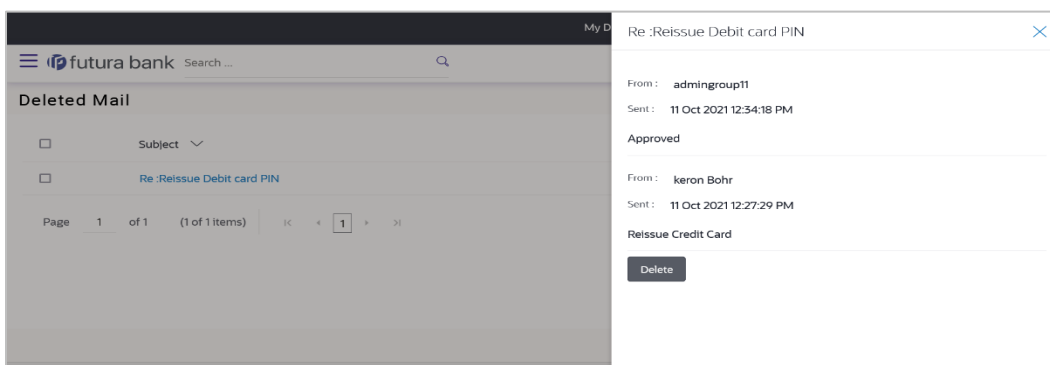 My D
futura bank Search ...
Deleted Mail
Subject
Re :Reissue Debit card PIN
Page 1 of 1 (1 of 1 items) 1
Re :Reissue Debit card PIN
From : admingroup11
Sent : 11 Oct 2021 12:34:18 PM
Approved
From : keron Bohr
Sent : 11 Oct 2021 12:27:29 PM
Reissue Credit Card
Delete